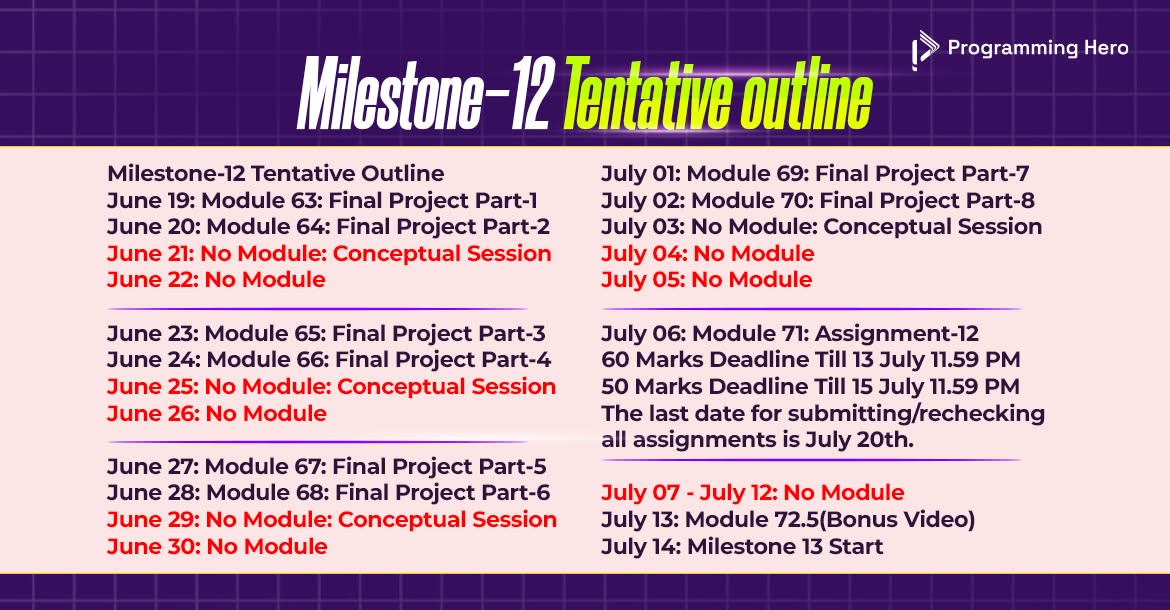 Programming Hero
Milestone-12 Tentative outline
Milestone-12 Tentative Outline
June 19: Module 63: Final Project Part-1
June 20: Module 64: Final Project Part-2
June 21: No Module: Conceptual Session
June 22: No Module
June 23: Module 65: Final Project Part-3
June 24: Module 66: Final Project Part-4
June 25: No Module: Conceptual Session
June 26: No Module
June 27: Module 67: Final Project Part-5
June 28: Module 68: Final Project Part-6
June 29: No Module: Conceptual Session
June 30: No Module
July 01: Module 69: Final Project Part-7
July 02: Module 70: Final Project Part-8
July 03: No Module: Conceptual Session
July 04: No Module
July 05: No Module
July 06: Module 71: Assignment-12
60 Marks Deadline Till 13 July 11.59 PM
50 Marks Deadline Till 15 July 11.59 PM
The last date for submitting/rechecking
all assignments is July 20th.
July 07 - July 12: No Module
July 13: Module 72.5(Bonus Video)
July 14: Milestone 13 Start